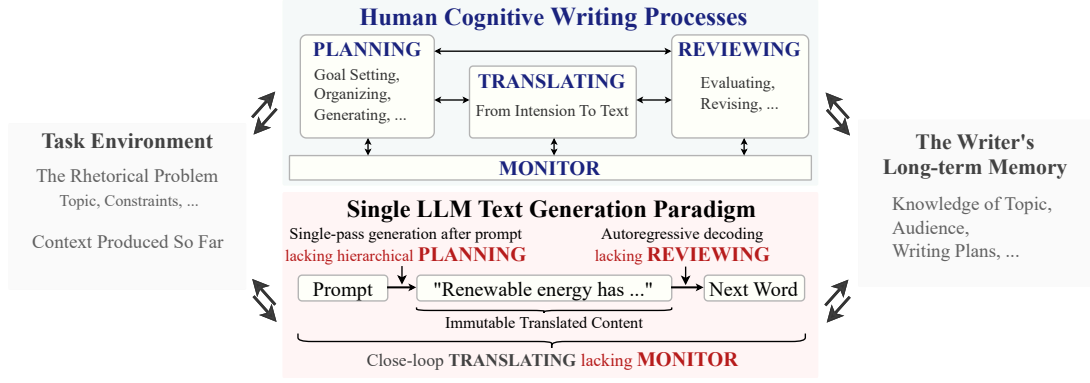 Human Cognitive Writing Processes
PLANNING
Goal Setting,
Organizing,
Generating, ...
TRANSLATING
From Intension To Text
REVIEWING
Evaluating,
Revising, ...
MONITOR
Task Environment
The Rhetorical Problem
Topic, Constraints, ...
Context Produced So Far
The Writer's
Long-term Memory
Knowledge of Topic,
Audience,
Writing Plans, ...
Single LLM Text Generation Paradigm
Single-pass generation after prompt
lacking hierarchical PLANNING
Autoregressive decoding
lacking REVIEWING
Prompt
"Renewable energy has ..."
Next Word
Immutable Translated Content
Close-loop TRANSLATING lacking MONITOR